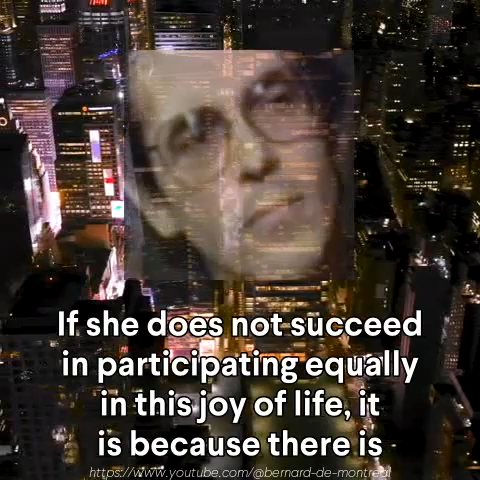 If she does not succeed
in participating equally
in this joy of life, it
is because there is
https://www.youtube.com/@bernard-de-montreal